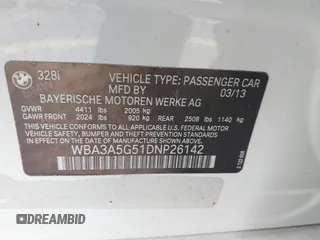 328i
VEHICLE TYPE: PASSENGER CAR
MFD BY 03/13
BAYERISCHE MOTOREN WERKE AG
GVWR 4411 lbs 2005 kg
GAWR FRONT 2024 lbs 920 kg REAR 2508 lbs 1140 kg
THIS VEHICLE CONFORMS TO ALL APPLICABLE U.S. FEDERAL MOTOR
VEHICLE SAFETY, BUMPER, AND THEFT PREVENTION STANDARDS
IN EFFECT ON THE DATE OF MANUFACTURE SHOWN ABOVE.
WBA3A5G51DNP26142
AUTOBIDMASTER